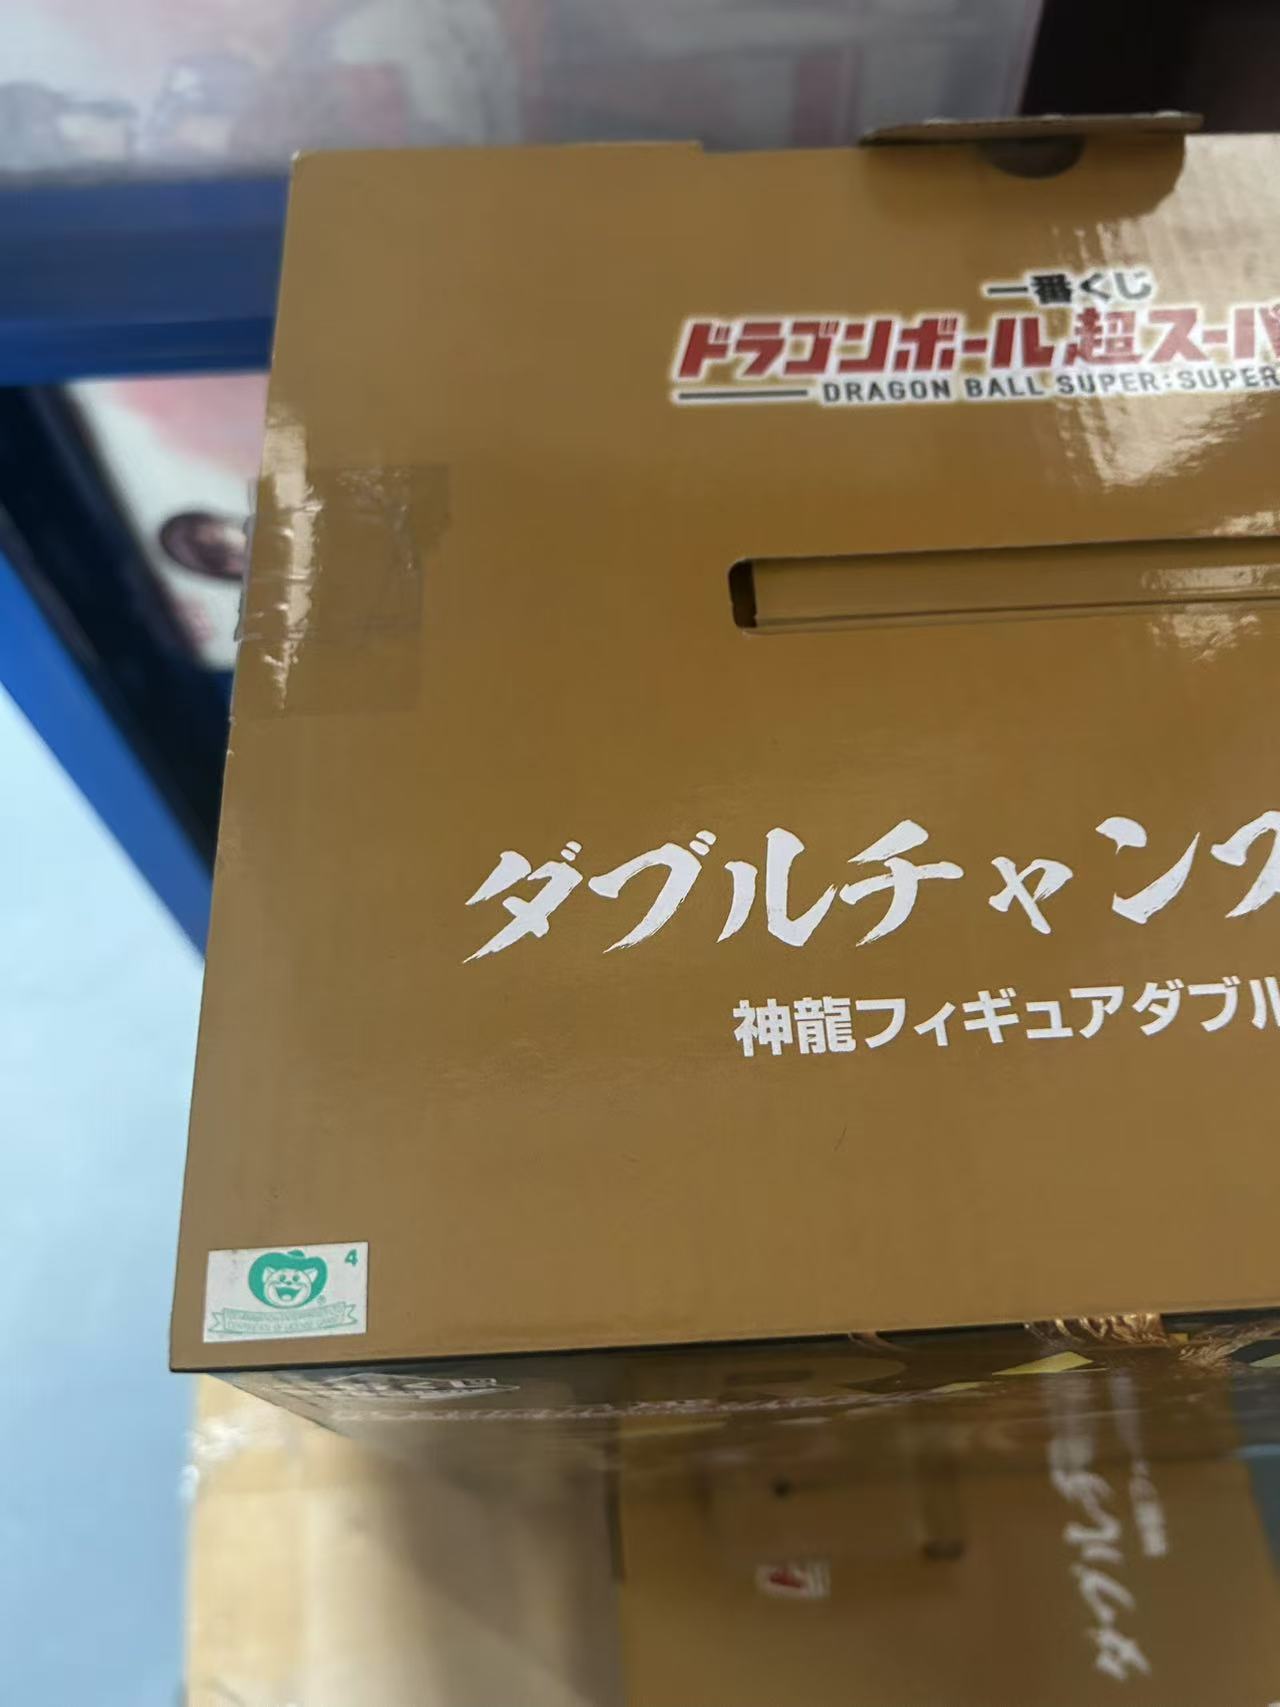 一番くじ
ドラゴンボール超スーパ
DRAGON BALL SUPER:SUPER
ダブルチャンス
神龍フィギュアダブル
4